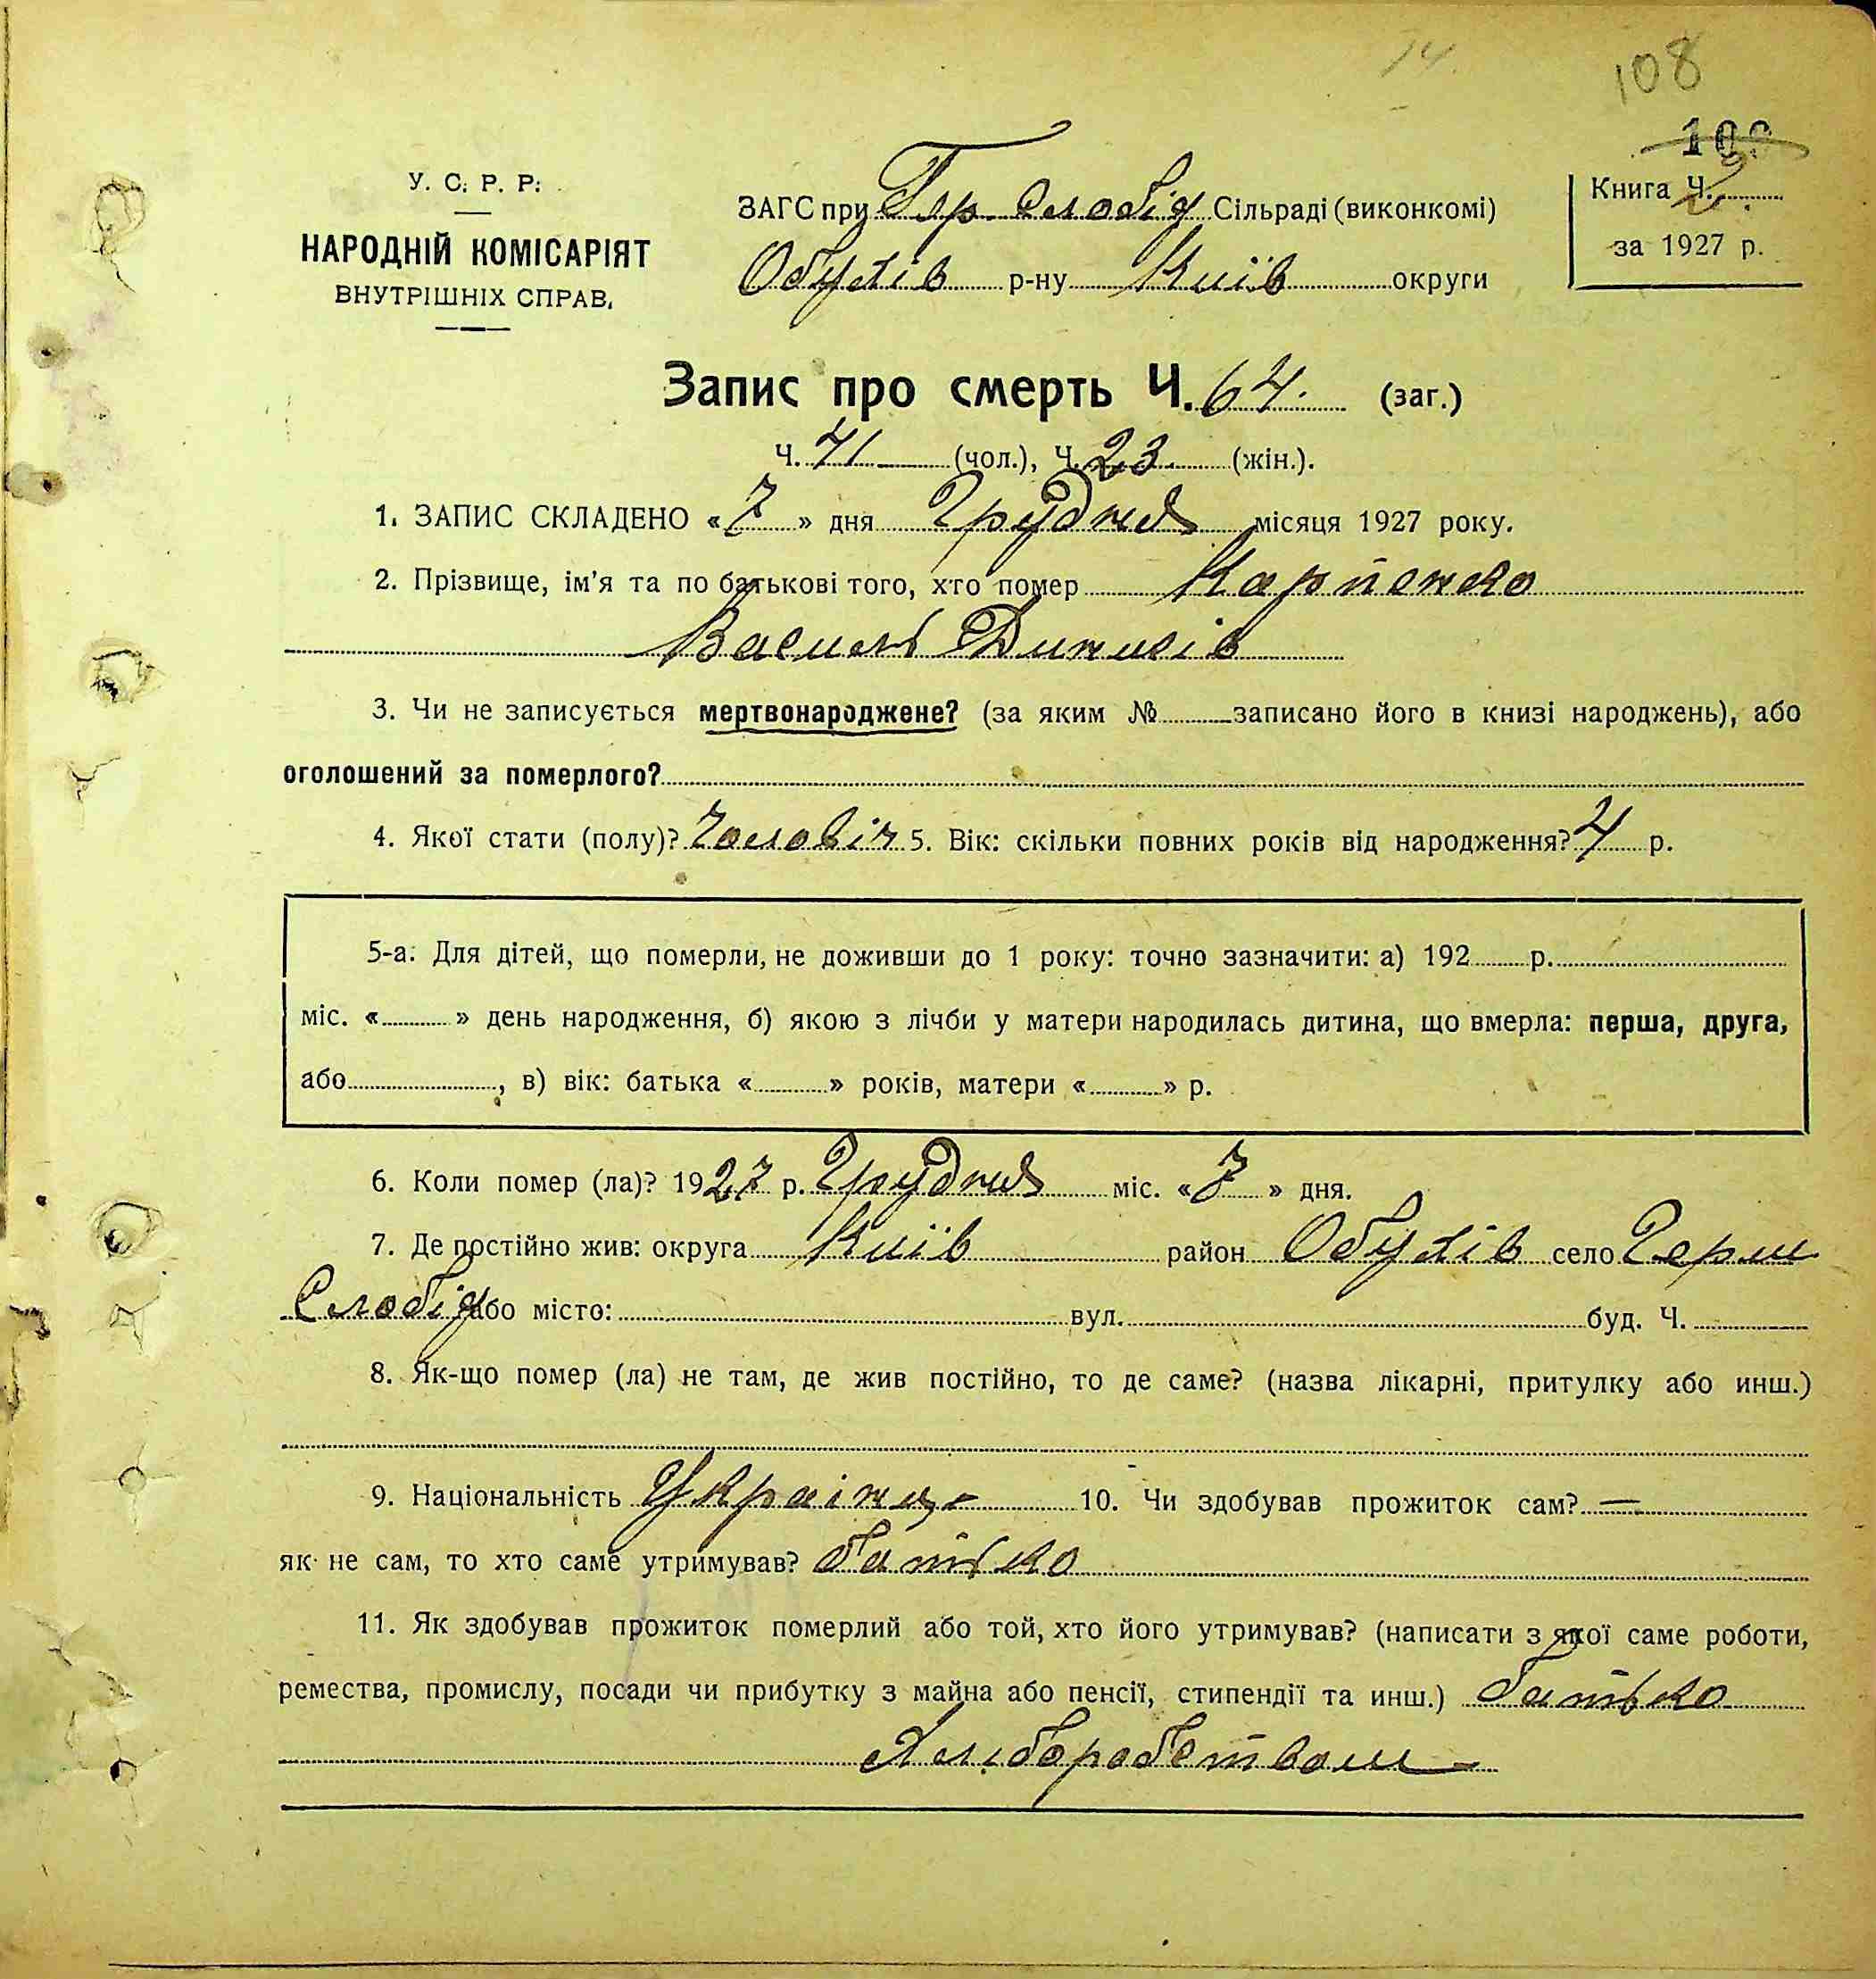 14.
108
100
У. С. Р. Р.
НАРОДНІЙ КОМІСАРІЯТ
ВНУТРІШНІХ СПРАВ.
ЗАГС при Гер. Слобід Сільраді (виконкомі)
Обухів р-ну Київ округи
Книга Ч.
за 1927 р.
Запис про смерть Ч. 64. (заг.)
Ч. 41 (чол.), Ч. 23. (жін.).
1. ЗАПИС СКЛАДЕНО « 7 » дня Грудня місяця 1927 року.
2. Прізвище, ім'я та по батькові того, хто помер Карпенко
Василь Динисів
3. Чи не записується мертвонароджене? (за яким № записано його в книзі народжень), або
оголошений за померлого?
4. Якої стати (полу)? Чоловіч 5. Вік: скільки повних років від народження? 4 р.
5-а. Для дітей, що померли, не доживши до 1 року: точно зазначити: а) 192 р.
міс. « » день народження, б) якою з лічби у матери народилась дитина, що вмерла: перша, друга,
або , в) вік: батька « » років, матери « » р.
6. Коли помер (ла)? 1927 р. Грудня міс. « 7 » дня.
7. Де постійно жив: округа Київ район Обухів село Герм
Слобід або місто: вул. буд. Ч.
8. Як-що помер (ла) не там, де жив постійно, то де саме? (назва лікарні, притулку або инш.)
9. Національність Україн 10. Чи здобував прожиток сам? —
як не сам, то хто саме утримував? батько
11. Як здобував прожиток померлий або той, хто його утримував? (написати з якої саме роботи,
ремества, промислу, посади чи прибутку з майна або пенсії, стипендії та инш.) батько
Хліборобством